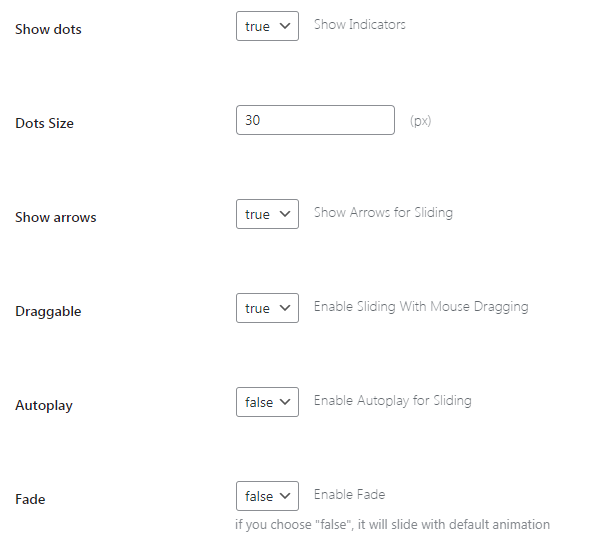 Show dots true Show Indicators
Dots Size 30 (px)
Show arrows true Show Arrows for Sliding
Draggable true Enable Sliding With Mouse Dragging
Autoplay false Enable Autoplay for Sliding
Fade false Enable Fade
if you choose "false", it will slide with default animation